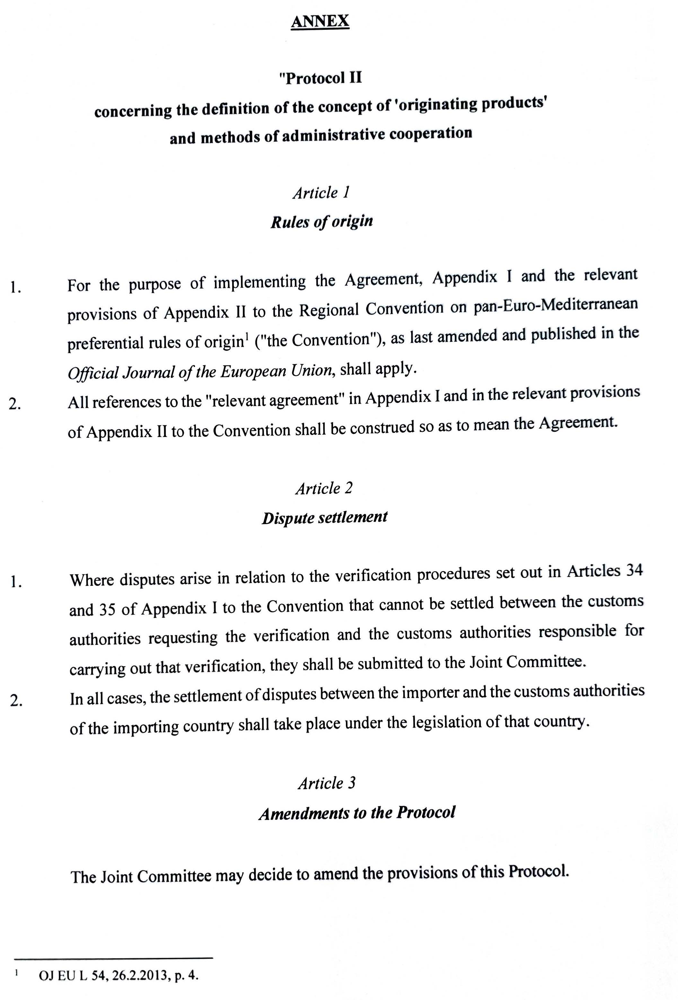 ANNEX
"Protocol II
concerning the definition of the concept of 'originating products'
and methods of administrative cooperation
Article 1
Rules of origin
1. For the purpose of implementing the Agreement, Appendix I and the relevant
provisions of Appendix II to the Regional Convention on pan-Euro-Mediterranean
preferential rules of origin¹ ("the Convention"), as last amended and published in the
Official Journal of the European Union, shall apply.
2. All references to the "relevant agreement" in Appendix I and in the relevant provisions
of Appendix II to the Convention shall be construed so as to mean the Agreement.
Article 2
Dispute settlement
1. Where disputes arise in relation to the verification procedures set out in Articles 34
and 35 of Appendix I to the Convention that cannot be settled between the customs
authorities requesting the verification and the customs authorities responsible for
carrying out that verification, they shall be submitted to the Joint Committee.
2. In all cases, the settlement of disputes between the importer and the customs authorities
of the importing country shall take place under the legislation of that country.
Article 3
Amendments to the Protocol
The Joint Committee may decide to amend the provisions of this Protocol.
¹ OJ EU L 54, 26.2.2013, p. 4.